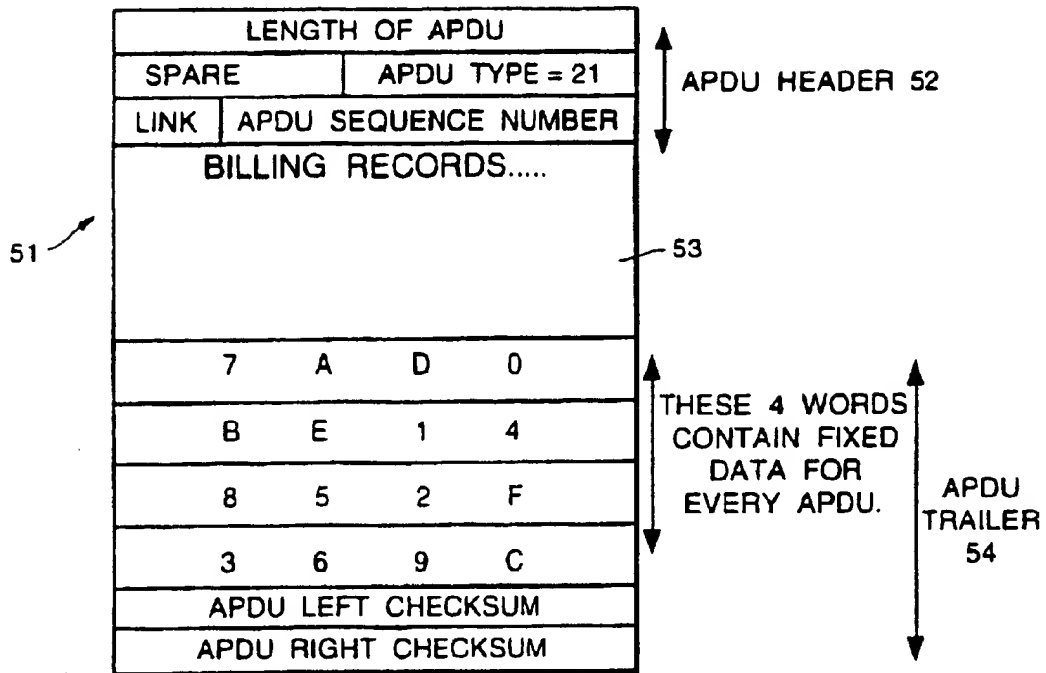 LENGTH OF APDU
SPARE APDU TYPE = 21
LINK APDU SEQUENCE NUMBER
APDU HEADER 52
BILLING RECORDS.....
51
53
7 A D 0
B E 1 4
8 5 2 F
3 6 9 C
THESE 4 WORDS
CONTAIN FIXED
DATA FOR
EVERY APDU.
APDU
TRAILER
54
APDU LEFT CHECKSUM
APDU RIGHT CHECKSUM